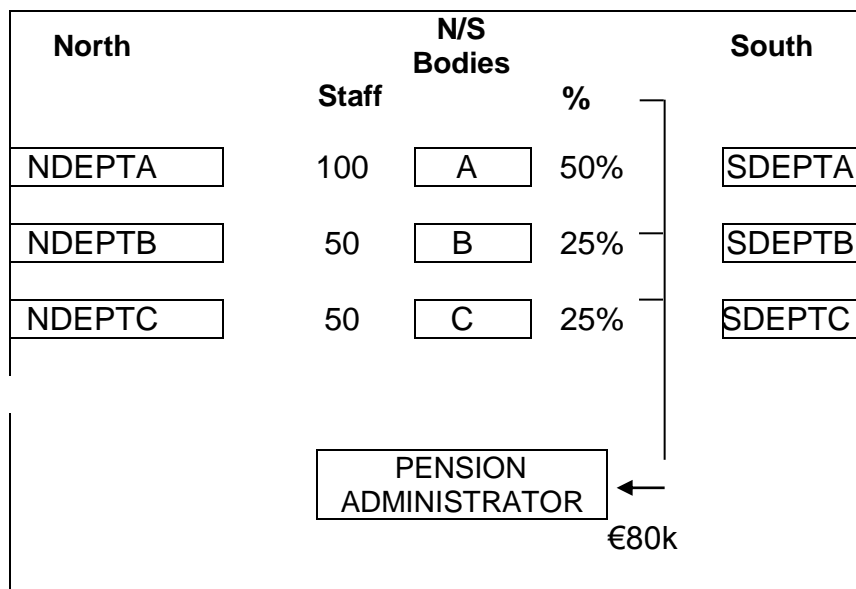 North N/S South
Bodies
Staff %
NDEPTA 100 A 50% SDEPTA
NDEPTB 50 B 25% SDEPTB
NDEPTC 50 C 25% SDEPTC
PENSION
ADMINISTRATOR
€80k